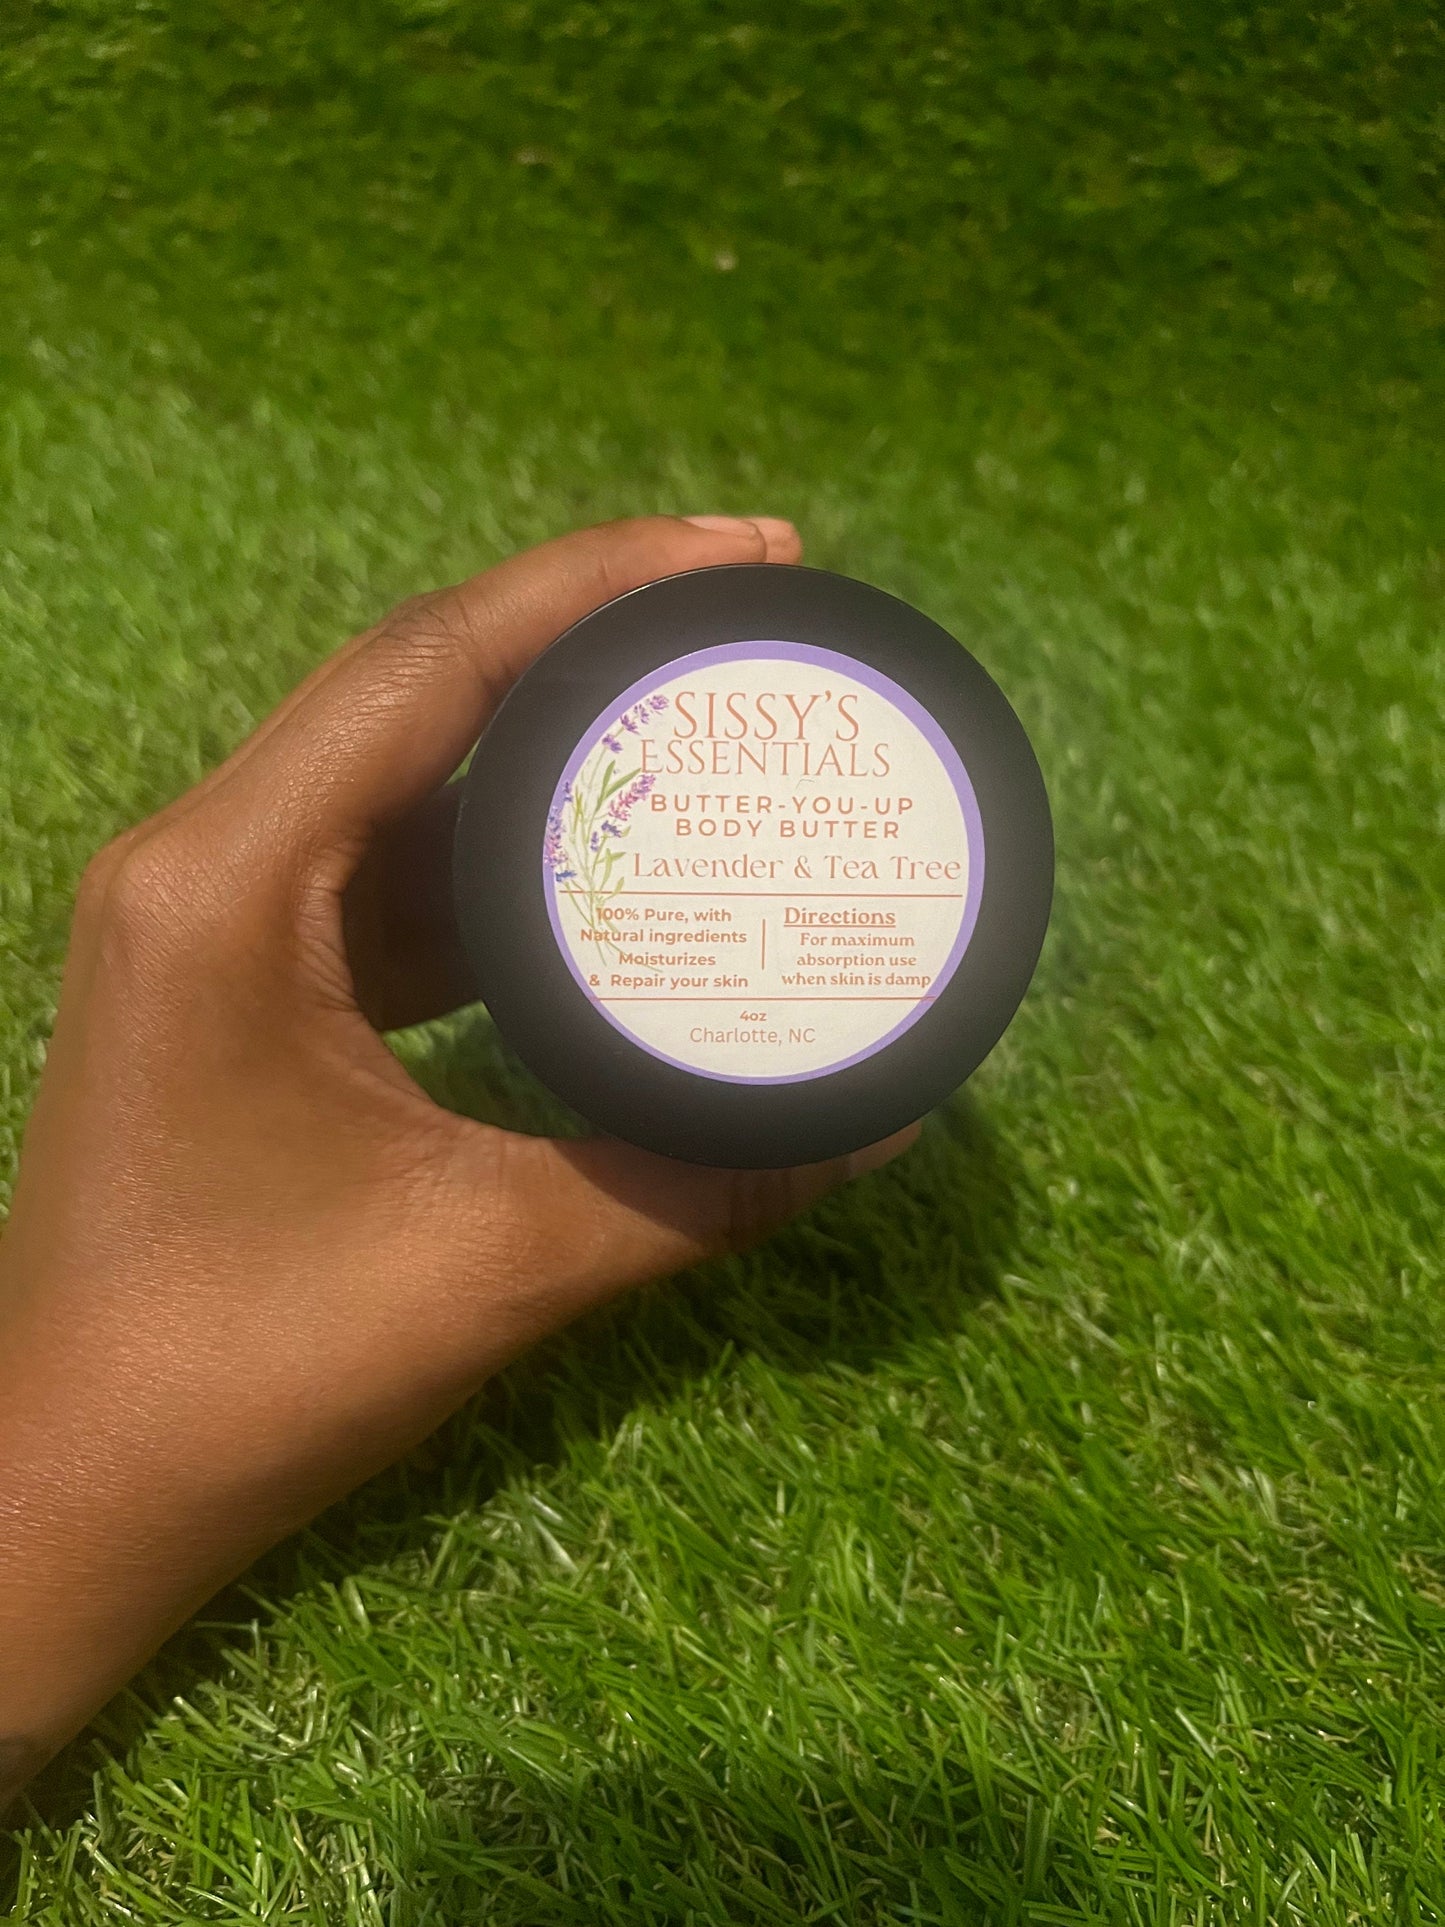 SISSY'S
ESSENTIALS
BUTTER-YOU-UP
BODY BUTTER
Lavender & Tea Tree
100% Pure, with
Natural ingredients
Moisturizes
& Repair your skin
Directions
For maximum
absorption use
when skin is damp
4oz
Charlotte, NC